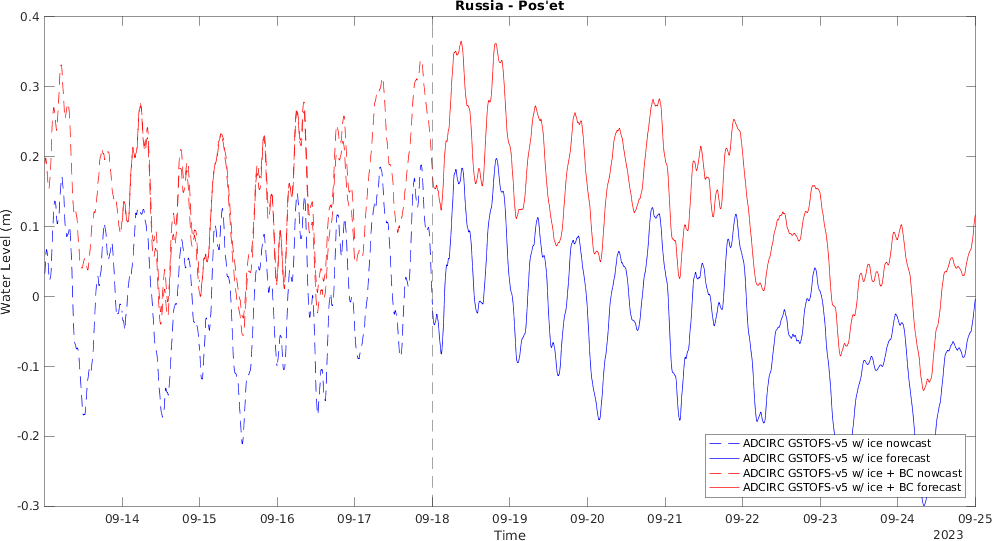 Russia - Pos'et
0.4
0.3
0.2
0.1
0
-0.1
-0.2
-0.3
Water Level (m)
ADCIRC GSTOFS-v5 w/ ice nowcast
ADCIRC GSTOFS-v5 w/ ice forecast
ADCIRC GSTOFS-v5 w/ ice + BC nowcast
ADCIRC GSTOFS-v5 w/ ice + BC forecast
09-14 09-15 09-16 09-17 09-18 09-19 09-20 09-21 09-22 09-23 09-24 09-25
Time
2023